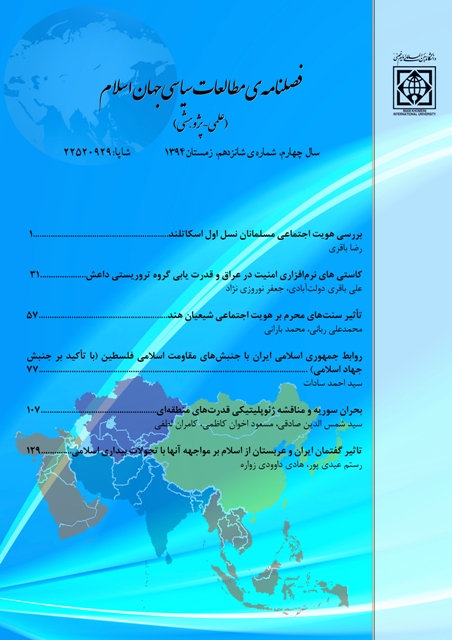 دانشگاه بین المللی امام خمینی
IMAM KHOMEINI
INTERNATIONAL UNIVERSITY
فصلنامه‌ی مطالعات سیاسی جهان اسلام
(علمی-پژوهشی)
سال چهارم، شماره‌ی شانزدهم، زمستان ۱۳۹۴ شاپا: ۲۲۵۲۰۹۲۹
بررسی هویت اجتماعی مسلمانان نسل اول اسکاتلند........................................۱
رضا باقری
کاستی های نرم‌افزاری امنیت در عراق و قدرت یابی گروه تروریستی داعش....................۳۱
علی باقری دولت‌آبادی، جعفر نوروزی نژاد
تأثیر سنت‌های محرم بر هویت اجتماعی شیعیان هند........................................۵۷
محمدعلی ربانی، محمد بارانی
روابط جمهوری اسلامی ایران با جنبش‌های مقاومت اسلامی فلسطین (با تأکید بر جنبش
جهاد اسلامی) ........................................۷۷
سید احمد سادات
بحران سوریه و مناقشه ژئوپلیتیکی قدرت‌های منطقه‌ای........................................۱۰۷
سید شمس الدین صادقی، مسعود اخوان کاظمی، کامران لطفی
تاثیر گفتمان ایران و عربستان از اسلام بر مواجهه آنها با تحولات بیداری اسلامی.............۱۲۹
رستم عیدی پور، هادی داوودی زواره